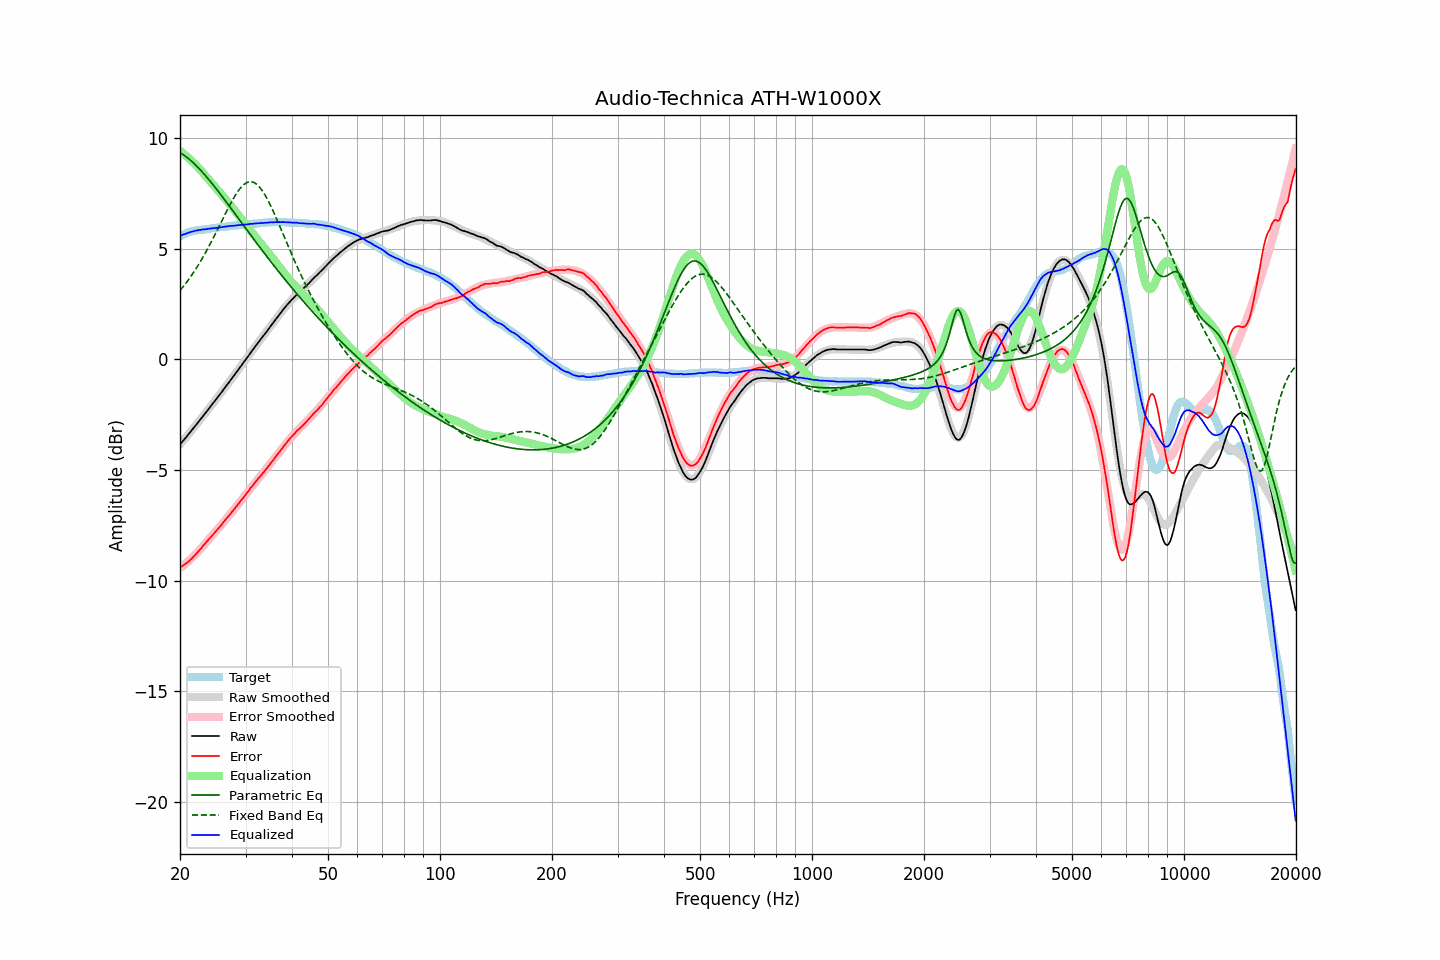 Audio-Technica ATH-W1000X
10
5
0
−5
−10
−15
−20
Amplitude (dBr)
Target
Raw Smoothed
Error Smoothed
Raw
Error
Equalization
Parametric Eq
Fixed Band Eq
Equalized
20 50 100 200 500 1000 2000 5000 10000 20000
Frequency (Hz)